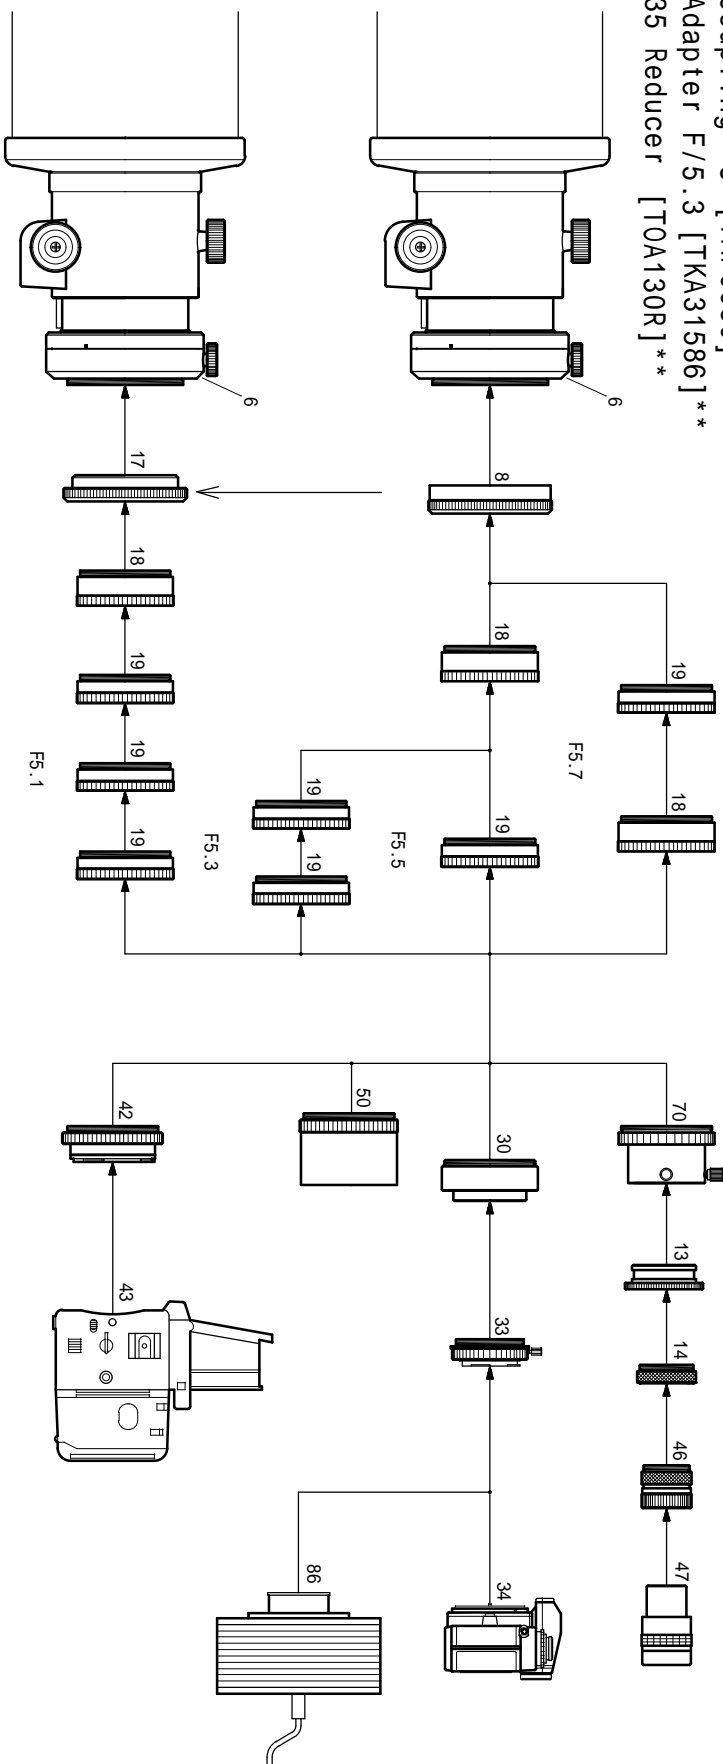 Adapter F/5.3 [TKA31586]**
35 Reducer [TOA130R]**
19 18 70 13 14 46 47
6
F5.7
8 18 19 30 33 34
F5.5
50
19 19 86
6
F5.3
17 18 19 19 19 42 43
F5.1